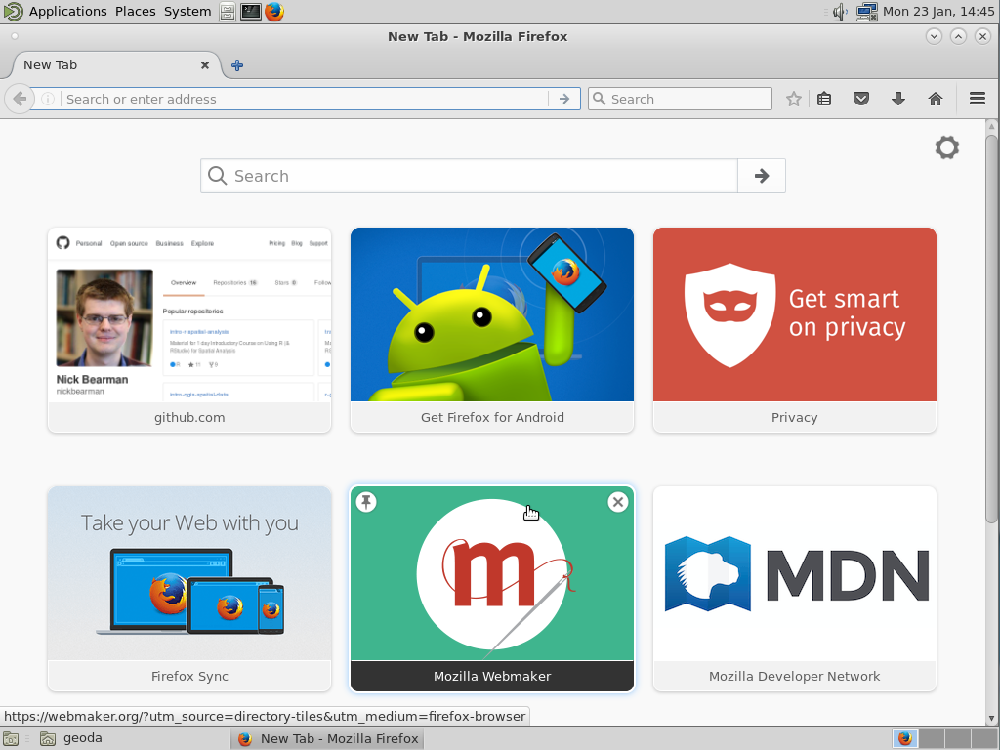 Applications Places System
Mon 23 Jan, 14:45
New Tab - Mozilla Firefox
New Tab
Search or enter address
Search
Search
Personal Open source Business Explore
Pricing Blog Support
Overview Repositories 16 Stars 0 Follow
Popular repositories
intro-r-spatial-analysis
Material for 1 day Introductory Course on Using R (&
RStudio) for Spatial Analysis
Nick Bearman
nickbearman
intro-qgis-spatial-data
github.com
Get Firefox for Android
Get smart
on privacy
Privacy
Take your Web with you
Firefox Sync
m
Mozilla Webmaker
MDN
Mozilla Developer Network
https://webmaker.org/?utm_source=directory-tiles&utm_medium=firefox-browser
geoda
New Tab - Mozilla Firefox